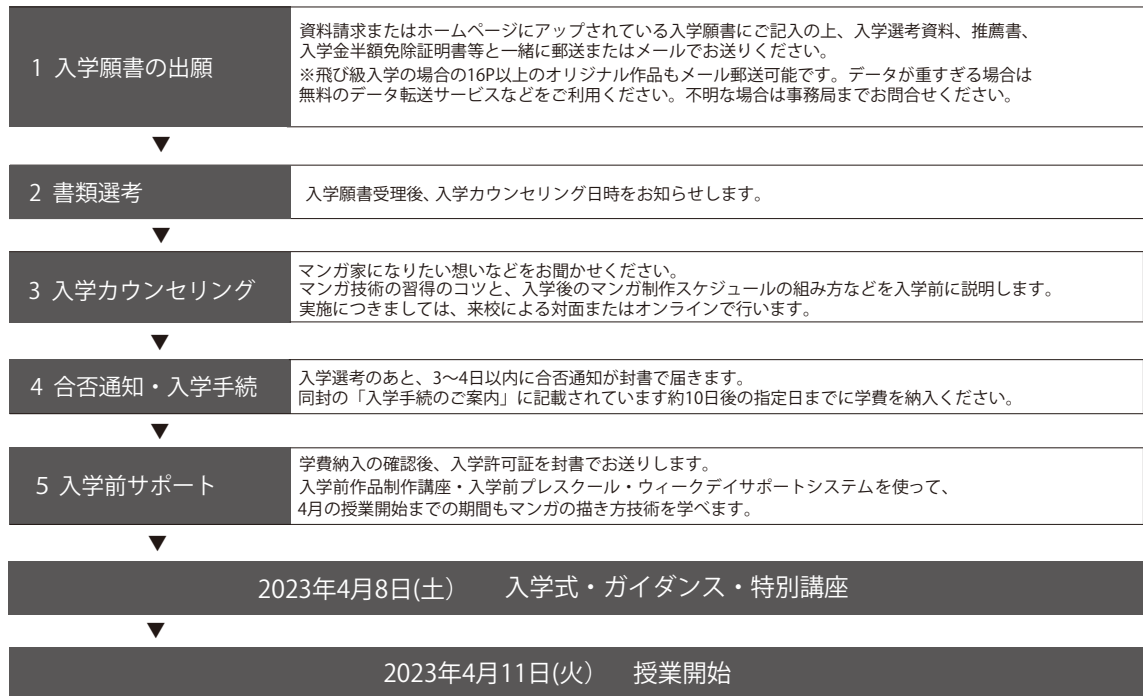 1 入学願書の出願
資料請求またはホームページにアップされている入学願書にご記入の上、入学選考資料、推薦書、
入学金半額免除証明書等と一緒に郵送またはメールでお送りください。
※飛び級入学の場合の16P以上のオリジナル作品もメール郵送可能です。データが重すぎる場合は
無料のデータ転送サービスなどをご利用ください。不明な場合は事務局までお問合せください。
▼
2 書類選考
入学願書受理後、入学カウンセリング日時をお知らせします。
▼
3 入学カウンセリング
マンガ家になりたい想いなどをお聞かせください。
マンガ技術の習得のコツと、入学後のマンガ制作スケジュールの組み方などを入学前に説明します。
実施につきましては、来校による対面またはオンラインで行います。
▼
4 合否通知・入学手続
入学選考のあと、3〜4日以内に合否通知が封書で届きます。
同封の「入学手続のご案内」に記載されています約10日後の指定日までに学費を納入ください。
▼
5 入学前サポート
学費納入の確認後、入学許可証を封書でお送りします。
入学前作品制作講座・入学前プレスクール・ウィークデイサポートシステムを使って、
4月の授業開始までの期間もマンガの描き方技術を学べます。
▼
2023年4月8日(土） 入学式・ガイダンス・特別講座
▼
2023年4月11日(火） 授業開始